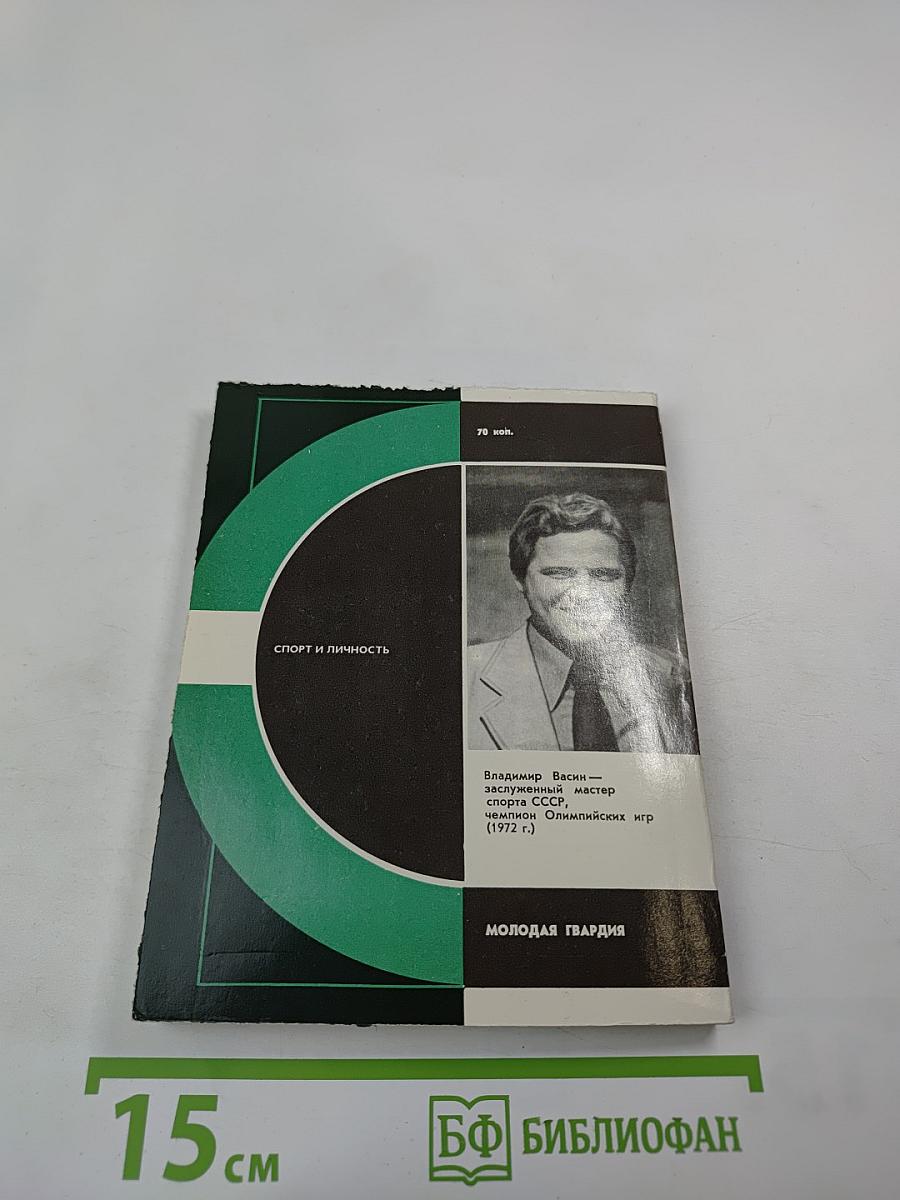 70 коп.
СПОРТ И ЛИЧНОСТЬ
Владимир Васин —
заслуженный мастер
спорта СССР,
чемпион Олимпийских игр
(1972 г.)
МОЛОДАЯ ГВАРДИЯ
15 см
БФ БИБЛИОФАН